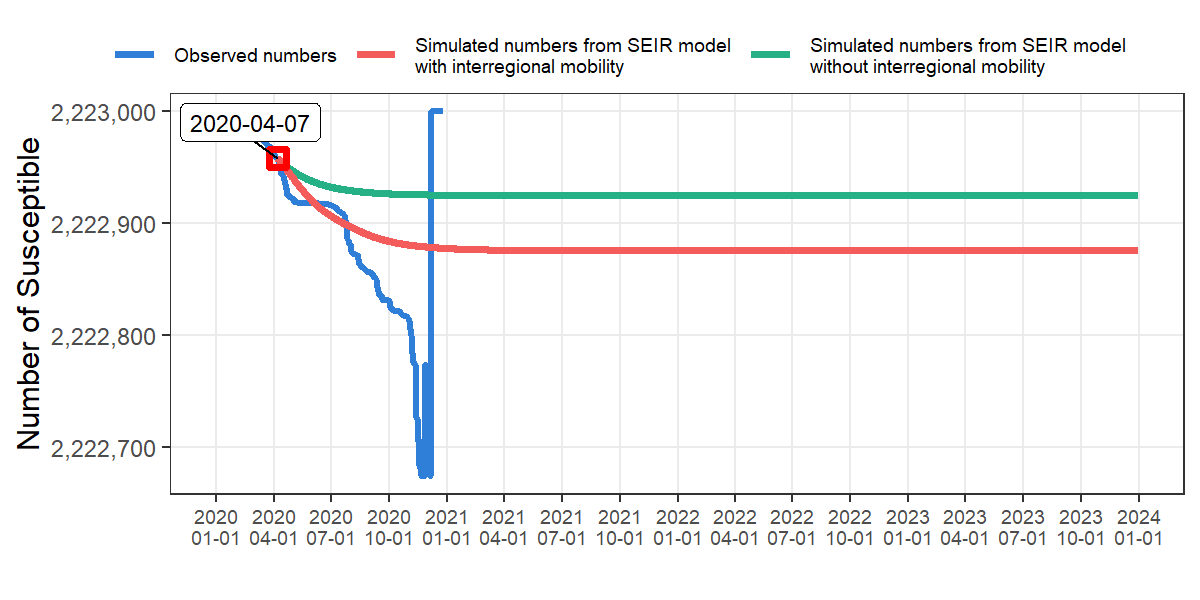 Observed numbers
Simulated numbers from SEIR model
with interregional mobility
Simulated numbers from SEIR model
without interregional mobility
Number of Susceptible
2,223,000
2,222,900
2,222,800
2,222,700
2020-04-07
2020 2020 2020 2020 2021 2021 2021 2021 2022 2022 2022 2022 2023 2023 2023 2023 2024
01-01 04-01 07-01 10-01 01-01 04-01 07-01 10-01 01-01 04-01 07-01 10-01 01-01 04-01 07-01 10-01 01-01